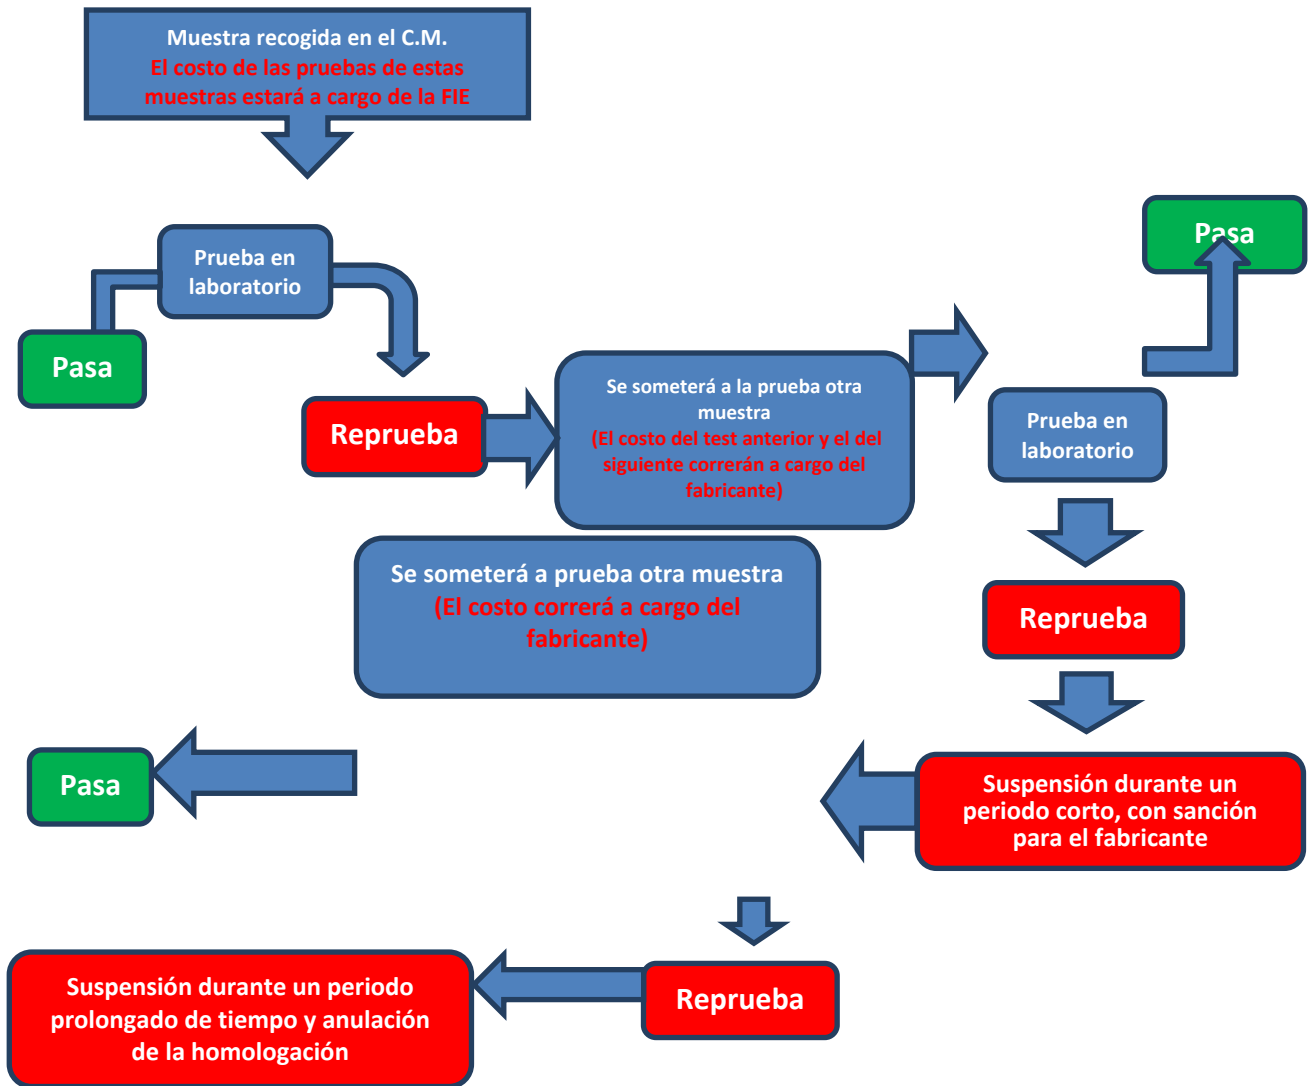 Muestra recogida en el C.M.
El costo de las pruebas de estas
muestras estará a cargo de la FIE
Prueba en
laboratorio
Pasa
Pasa
Reprueba
Se someterá a la prueba otra
muestra
(El costo del test anterior y el del
siguiente correrán a cargo del
fabricante)
Prueba en
laboratorio
Reprueba
Se someterá a prueba otra muestra
(El costo correrá a cargo del
fabricante)
Suspensión durante un
periodo corto, con sanción
para el fabricante
Pasa
Reprueba
Suspensión durante un periodo
prolongado de tiempo y anulación
de la homologación